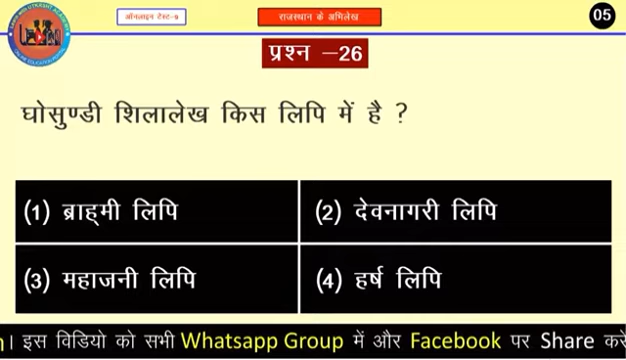 ऑनलाइन टेस्ट-9
राजस्थान के अभिलेख
05
प्रश्न –26
घोसुण्डी शिलालेख किस लिपि में है ?
(1) ब्राह्मी लिपि
(2) देवनागरी लिपि
(3) महाजनी लिपि
(4) हर्ष लिपि
। इस विडियो को सभी Whatsapp Group में और Facebook पर Share करे